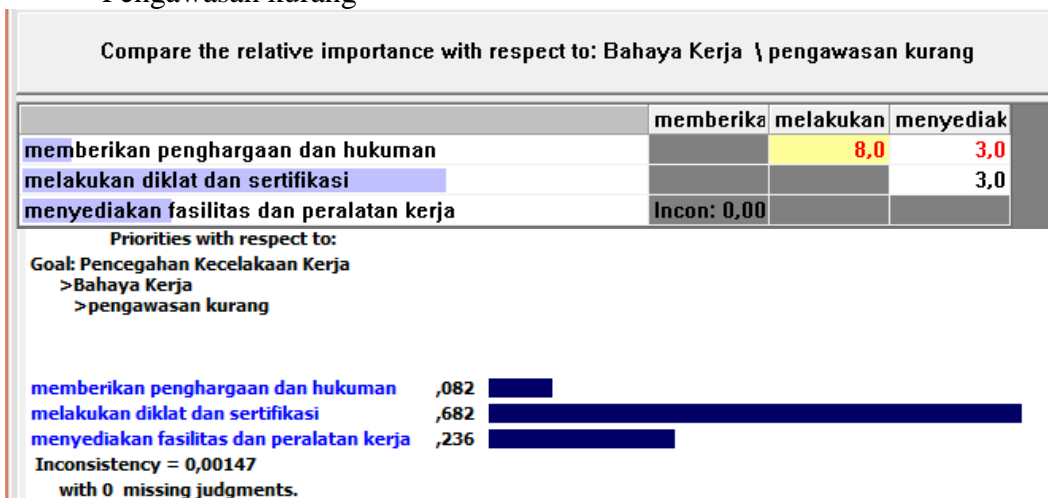 Pengawasan kurang
Compare the relative importance with respect to: Bahaya Kerja \ pengawasan kurang
memberika melakukan menyediak
memberikan penghargaan dan hukuman 8,0 3,0
melakukan diklat dan sertifikasi 3,0
menyediakan fasilitas dan peralatan kerja Incon: 0,00
Priorities with respect to:
Goal: Pencegahan Kecelakaan Kerja
>Bahaya Kerja
>pengawasan kurang
memberikan penghargaan dan hukuman ,082
melakukan diklat dan sertifikasi ,682
menyediakan fasilitas dan peralatan kerja ,236
Inconsistency = 0,00147
with 0 missing judgments.